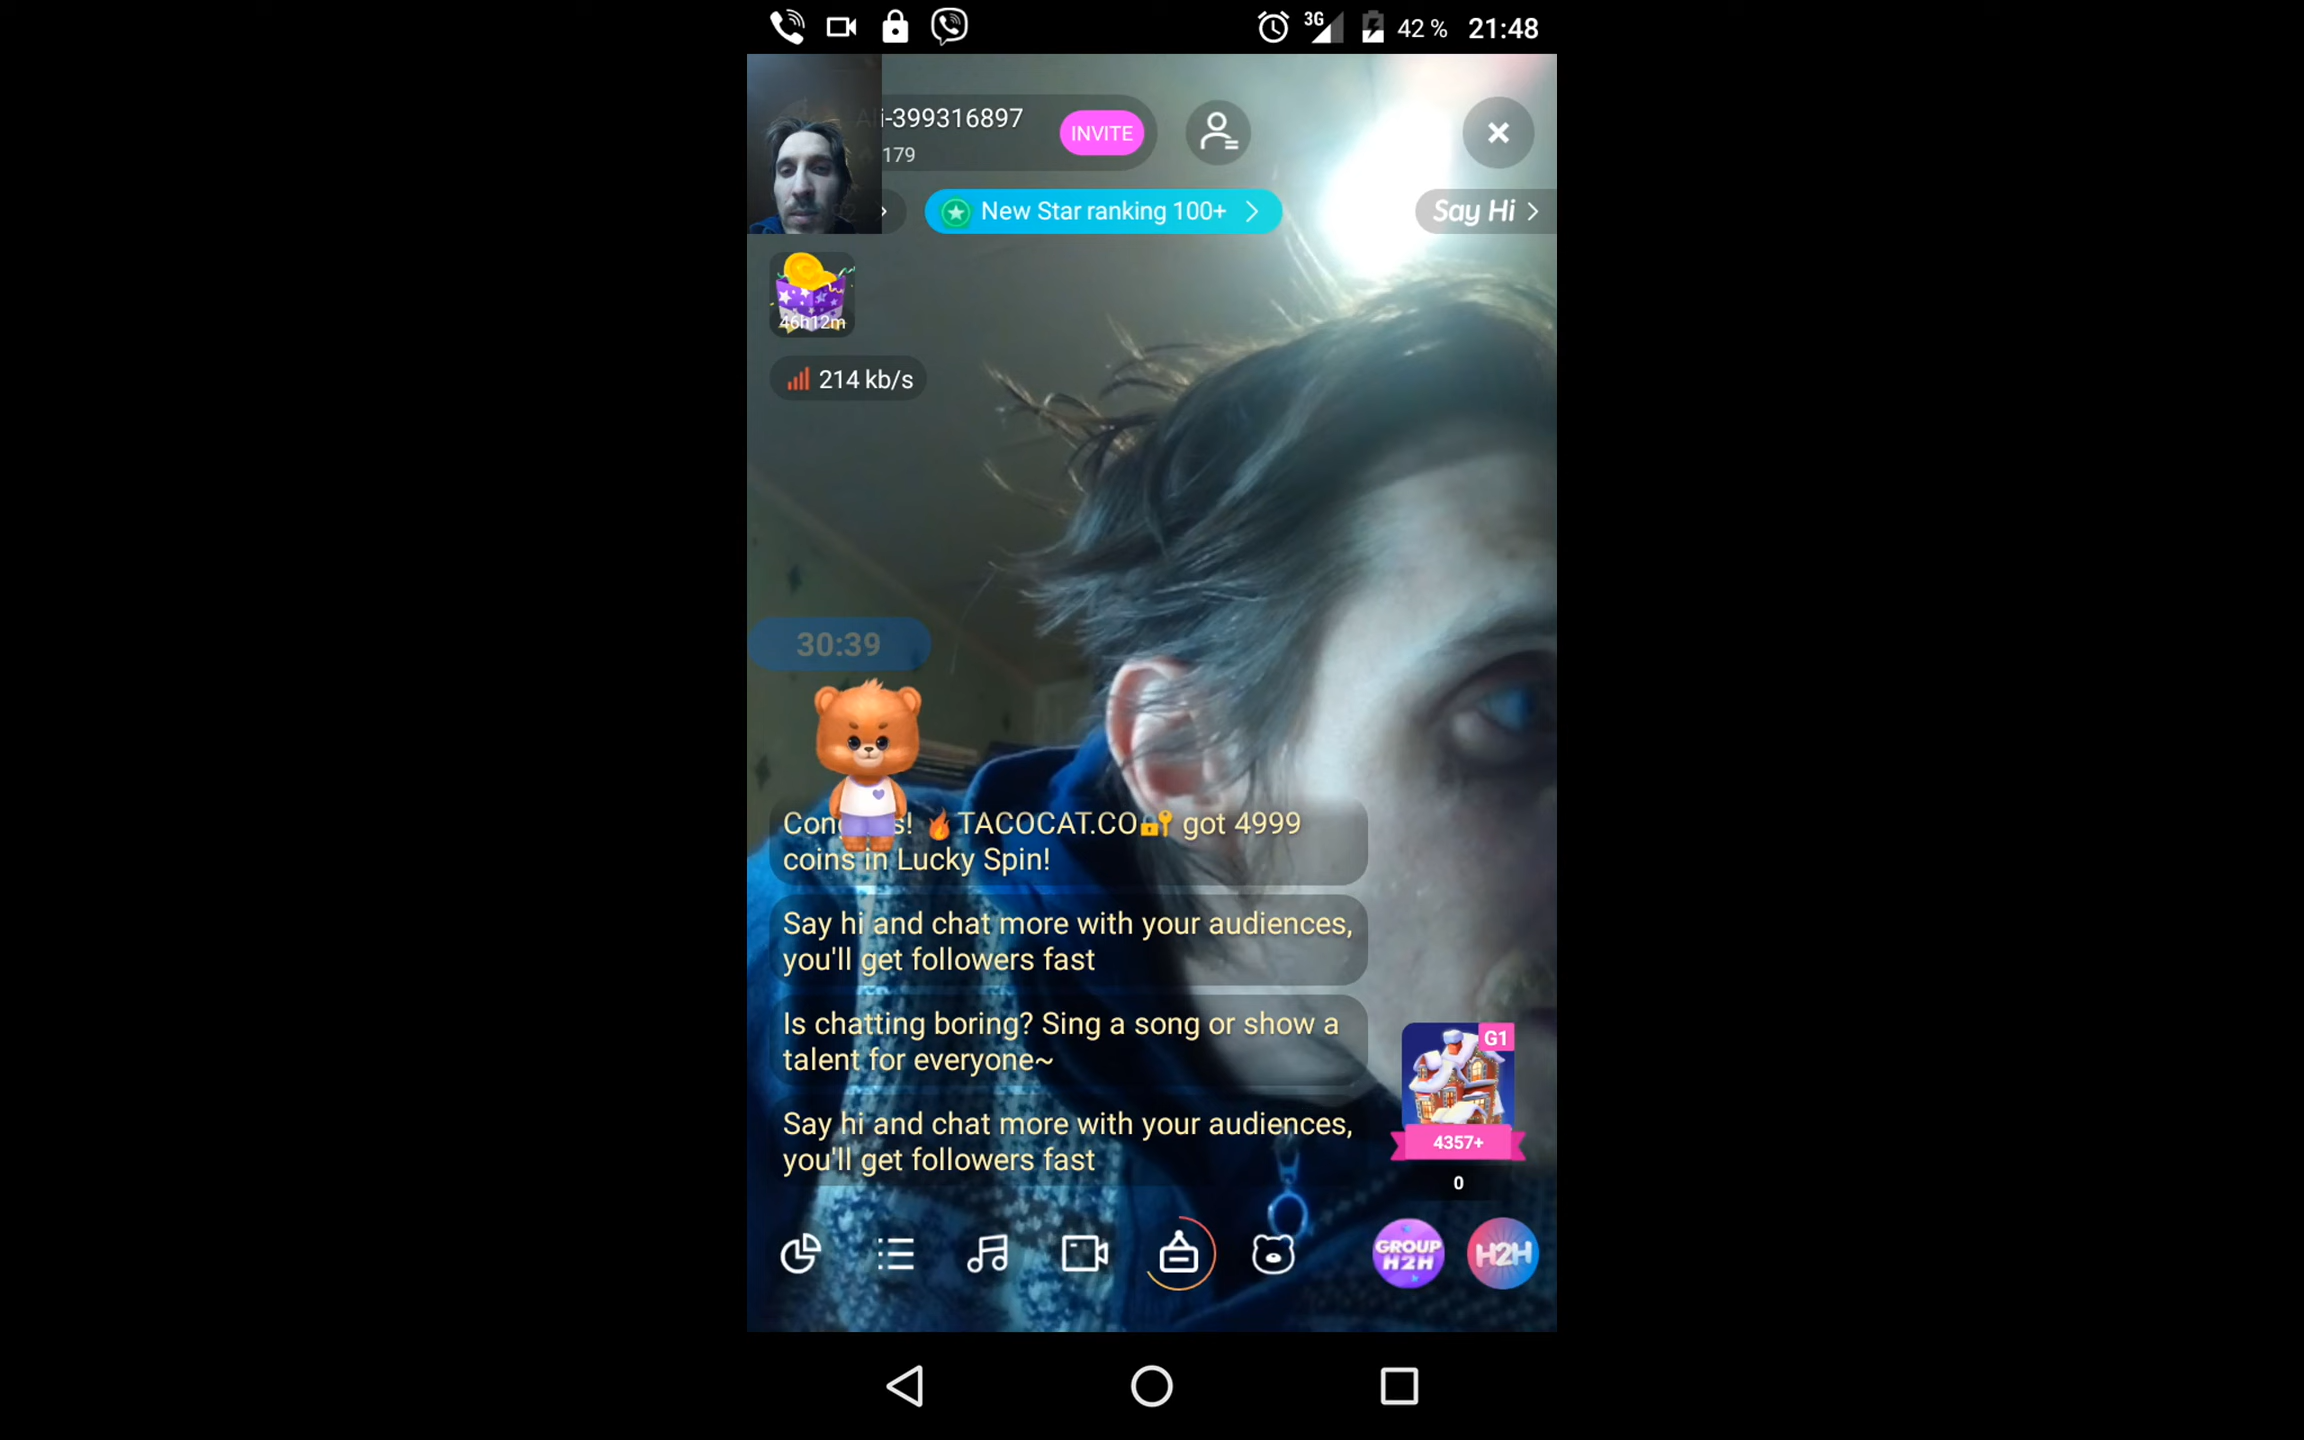 3G 42 % 21:48
i-399316897
INVITE
179
New Star ranking 100+
Say Hi
46h12m
214 kb/s
30:39
TACOCAT.CO got 4999
coins in Lucky Spin!
Say hi and chat more with your audiences,
you'll get followers fast
Is chatting boring? Sing a song or show a
talent for everyone~
Say hi and chat more with your audiences,
you'll get followers fast
G1
4357+
0
GROUP
H2H
H2H